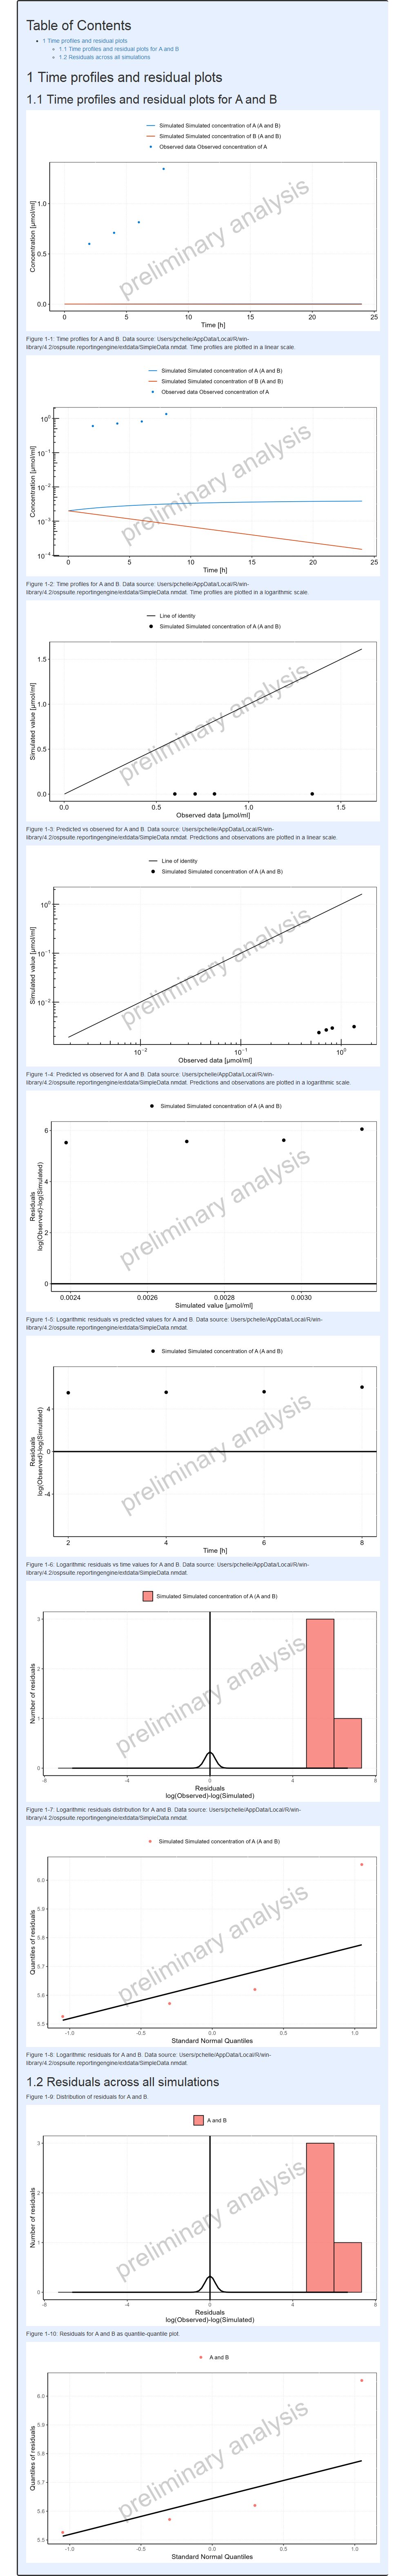 Table of Contents
1 Time profiles and residual plots
1.1 Time profiles and residual plots for A and B
1.2 Residuals across all simulations
1 Time profiles and residual plots
1.1 Time profiles and residual plots for A and B
Simulated Simulated concentration of A (A and B)
Simulated Simulated concentration of B (A and B)
Observed data Observed concentration of A
preliminary analysis
Concentration [µmol/ml]
1.0
0.5
0.0
0 5 10 15 20 25
Time [h]
Figure 1-1: Time profiles for A and B. Data source: Users/pchelle/AppData/Local/R/win-
library/4.2/ospsuite.reportingengine/extdata/SimpleData.nmdat. Time profiles are plotted in a linear scale.
Simulated Simulated concentration of A (A and B)
Simulated Simulated concentration of B (A and B)
Observed data Observed concentration of A
preliminary analysis
Concentration [µmol/ml]
10⁰
10⁻¹
10⁻²
10⁻³
10⁻⁴
0 5 10 15 20 25
Time [h]
Figure 1-2: Time profiles for A and B. Data source: Users/pchelle/AppData/Local/R/win-
library/4.2/ospsuite.reportingengine/extdata/SimpleData.nmdat. Time profiles are plotted in a logarithmic scale.
Line of identity
Simulated Simulated concentration of A (A and B)
preliminary analysis
Simulated value [µmol/ml]
1.5
1.0
0.5
0.0
0.0 0.5 1.0 1.5
Observed data [µmol/ml]
Figure 1-3: Predicted vs observed for A and B. Data source: Users/pchelle/AppData/Local/R/win-
library/4.2/ospsuite.reportingengine/extdata/SimpleData.nmdat. Predictions and observations are plotted in a linear scale.
Line of identity
Simulated Simulated concentration of A (A and B)
preliminary analysis
Simulated value [µmol/ml]
10⁰
10⁻¹
10⁻²
10⁻² 10⁻¹ 10⁰
Observed data [µmol/ml]
Figure 1-4: Predicted vs observed for A and B. Data source: Users/pchelle/AppData/Local/R/win-
library/4.2/ospsuite.reportingengine/extdata/SimpleData.nmdat. Predictions and observations are plotted in a logarithmic scale.
Simulated Simulated concentration of A (A and B)
preliminary analysis
Residuals
log(Observed)-log(Simulated)
6
4
2
0
0.0024 0.0026 0.0028 0.0030
Simulated value [µmol/ml]
Figure 1-5: Logarithmic residuals vs predicted values for A and B. Data source: Users/pchelle/AppData/Local/R/win-
library/4.2/ospsuite.reportingengine/extdata/SimpleData.nmdat.
Simulated Simulated concentration of A (A and B)
preliminary analysis
Residuals
log(Observed)-log(Simulated)
4
0
-4
2 4 6 8
Time [h]
Figure 1-6: Logarithmic residuals vs time values for A and B. Data source: Users/pchelle/AppData/Local/R/win-
library/4.2/ospsuite.reportingengine/extdata/SimpleData.nmdat.
Simulated Simulated concentration of A (A and B)
preliminary analysis
Number of residuals
3
2
1
0
-8 -4 0 4 8
Residuals
log(Observed)-log(Simulated)
Figure 1-7: Logarithmic residuals distribution for A and B. Data source: Users/pchelle/AppData/Local/R/win-
library/4.2/ospsuite.reportingengine/extdata/SimpleData.nmdat.
Simulated Simulated concentration of A (A and B)
preliminary analysis
Quantiles of residuals
6.0
5.9
5.8
5.7
5.6
5.5
-1.0 -0.5 0.0 0.5 1.0
Standard Normal Quantiles
Figure 1-8: Logarithmic residuals for A and B. Data source: Users/pchelle/AppData/Local/R/win-
library/4.2/ospsuite.reportingengine/extdata/SimpleData.nmdat.
1.2 Residuals across all simulations
Figure 1-9: Distribution of residuals for A and B.
A and B
preliminary analysis
Number of residuals
3
2
1
0
-8 -4 0 4 8
Residuals
log(Observed)-log(Simulated)
Figure 1-10: Residuals for A and B as quantile-quantile plot.
A and B
preliminary analysis
Quantiles of residuals
6.0
5.9
5.8
5.7
5.6
5.5
-1.0 -0.5 0.0 0.5 1.0
Standard Normal Quantiles